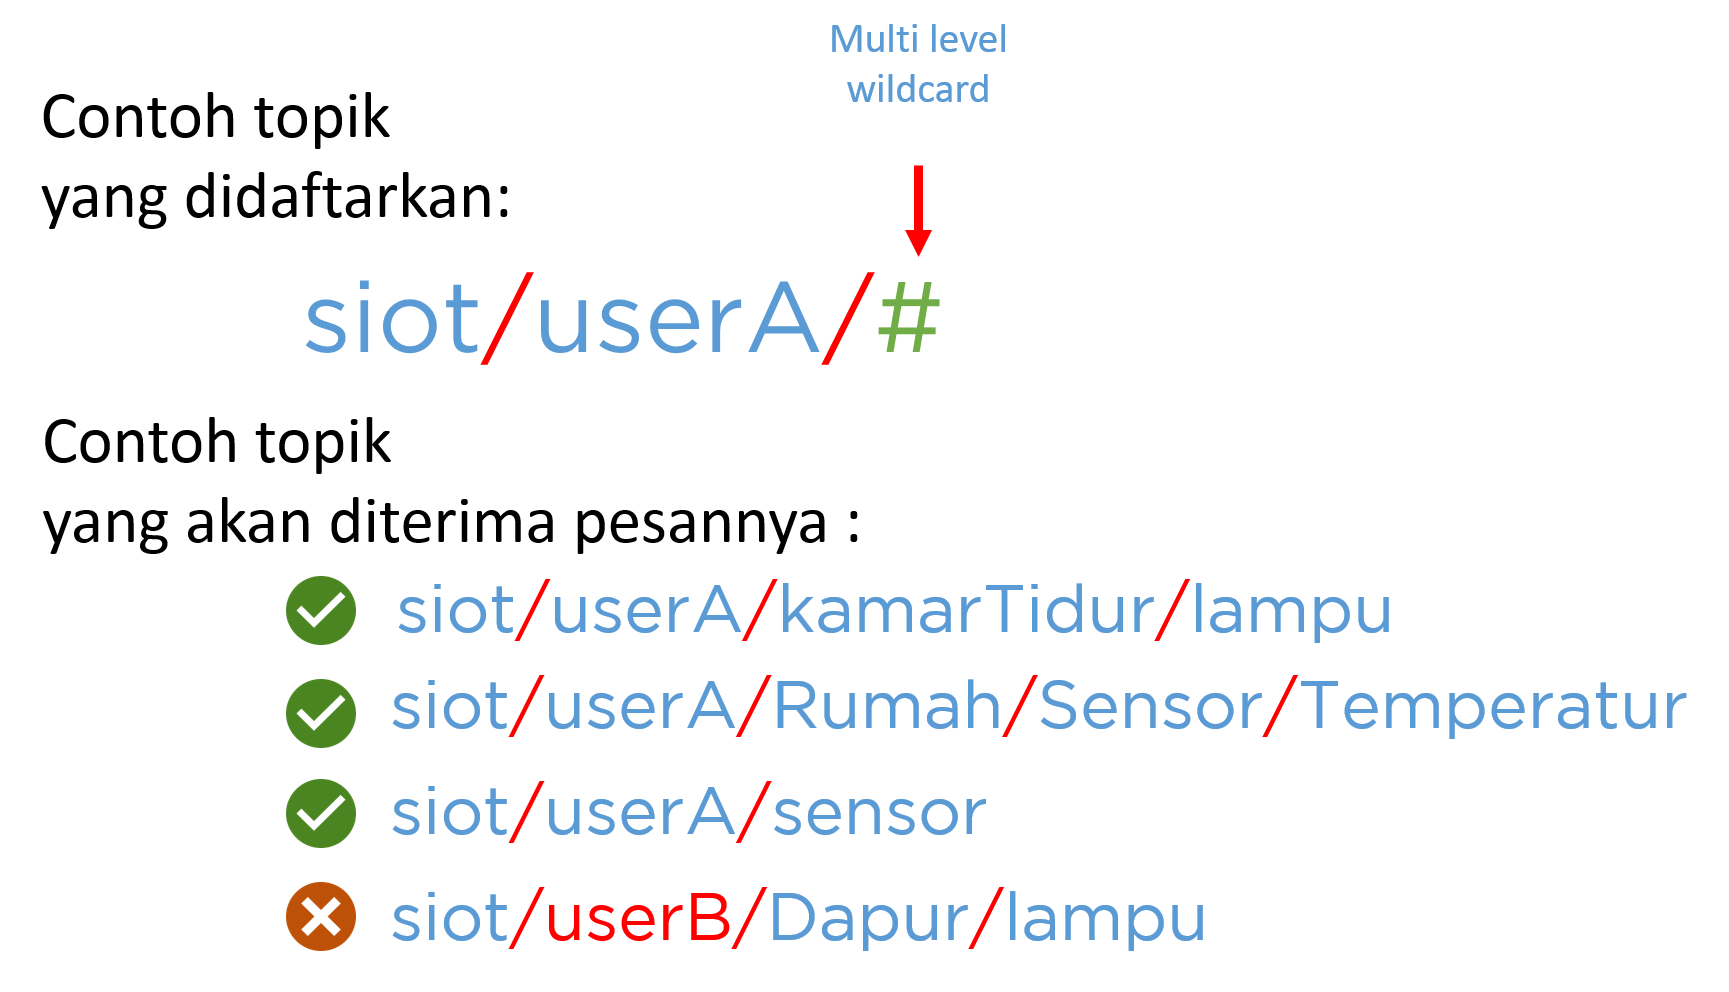 Multi level
wildcard
Contoh topik
yang didaftarkan:
siot/userA/#
Contoh topik
yang akan diterima pesannya :
siot/userA/kamarTidur/lampu
siot/userA/Rumah/Sensor/Temperatur
siot/userA/sensor
siot/userB/Dapur/lampu